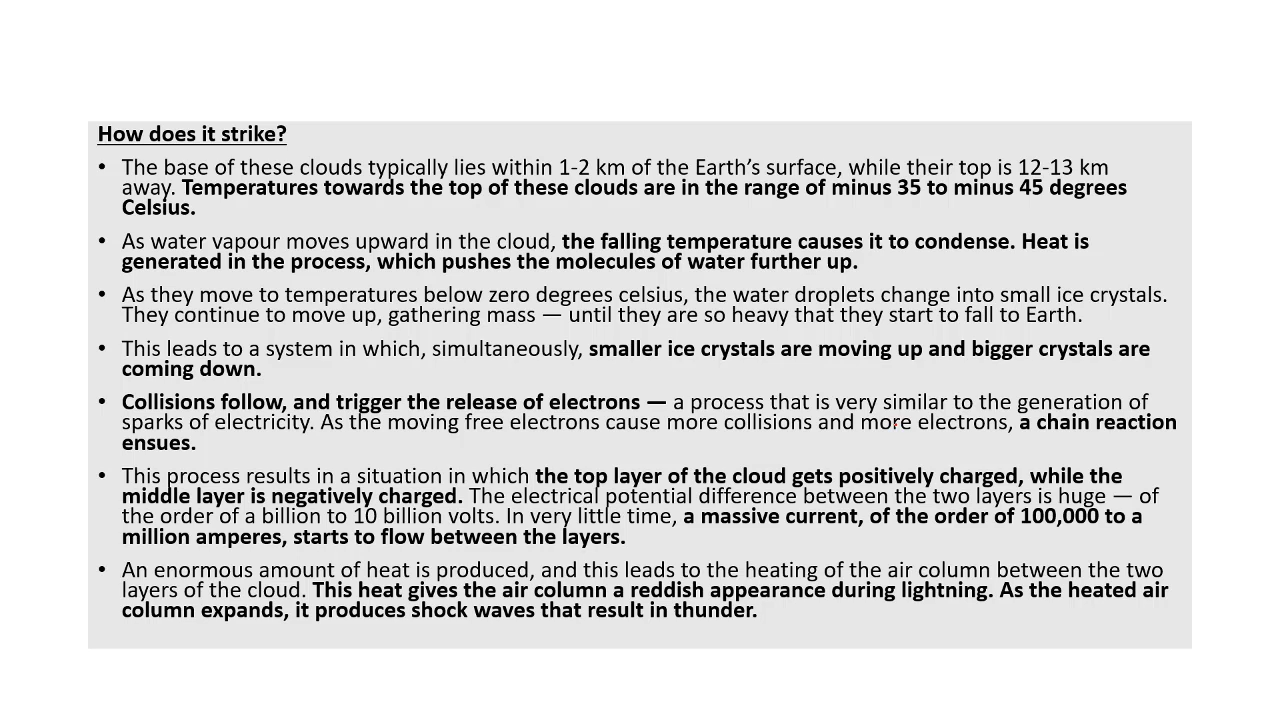 How does it strike?
• The base of these clouds typically lies within 1-2 km of the Earth’s surface, while their top is 12-13 km
away. Temperatures towards the top of these clouds are in the range of minus 35 to minus 45 degrees
Celsius.
• As water vapour moves upward in the cloud, the falling temperature causes it to condense. Heat is
generated in the process, which pushes the molecules of water further up.
• As they move to temperatures below zero degrees celsius, the water droplets change into small ice crystals.
They continue to move up, gathering mass — until they are so heavy that they start to fall to Earth.
• This leads to a system in which, simultaneously, smaller ice crystals are moving up and bigger crystals are
coming down.
• Collisions follow, and trigger the release of electrons — a process that is very similar to the generation of
sparks of electricity. As the moving free electrons cause more collisions and more electrons, a chain reaction
ensues.
• This process results in a situation in which the top layer of the cloud gets positively charged, while the
middle layer is negatively charged. The electrical potential difference between the two layers is huge — of
the order of a billion to 10 billion volts. In very little time, a massive current, of the order of 100,000 to a
million amperes, starts to flow between the layers.
• An enormous amount of heat is produced, and this leads to the heating of the air column between the two
layers of the cloud. This heat gives the air column a reddish appearance during lightning. As the heated air
column expands, it produces shock waves that result in thunder.